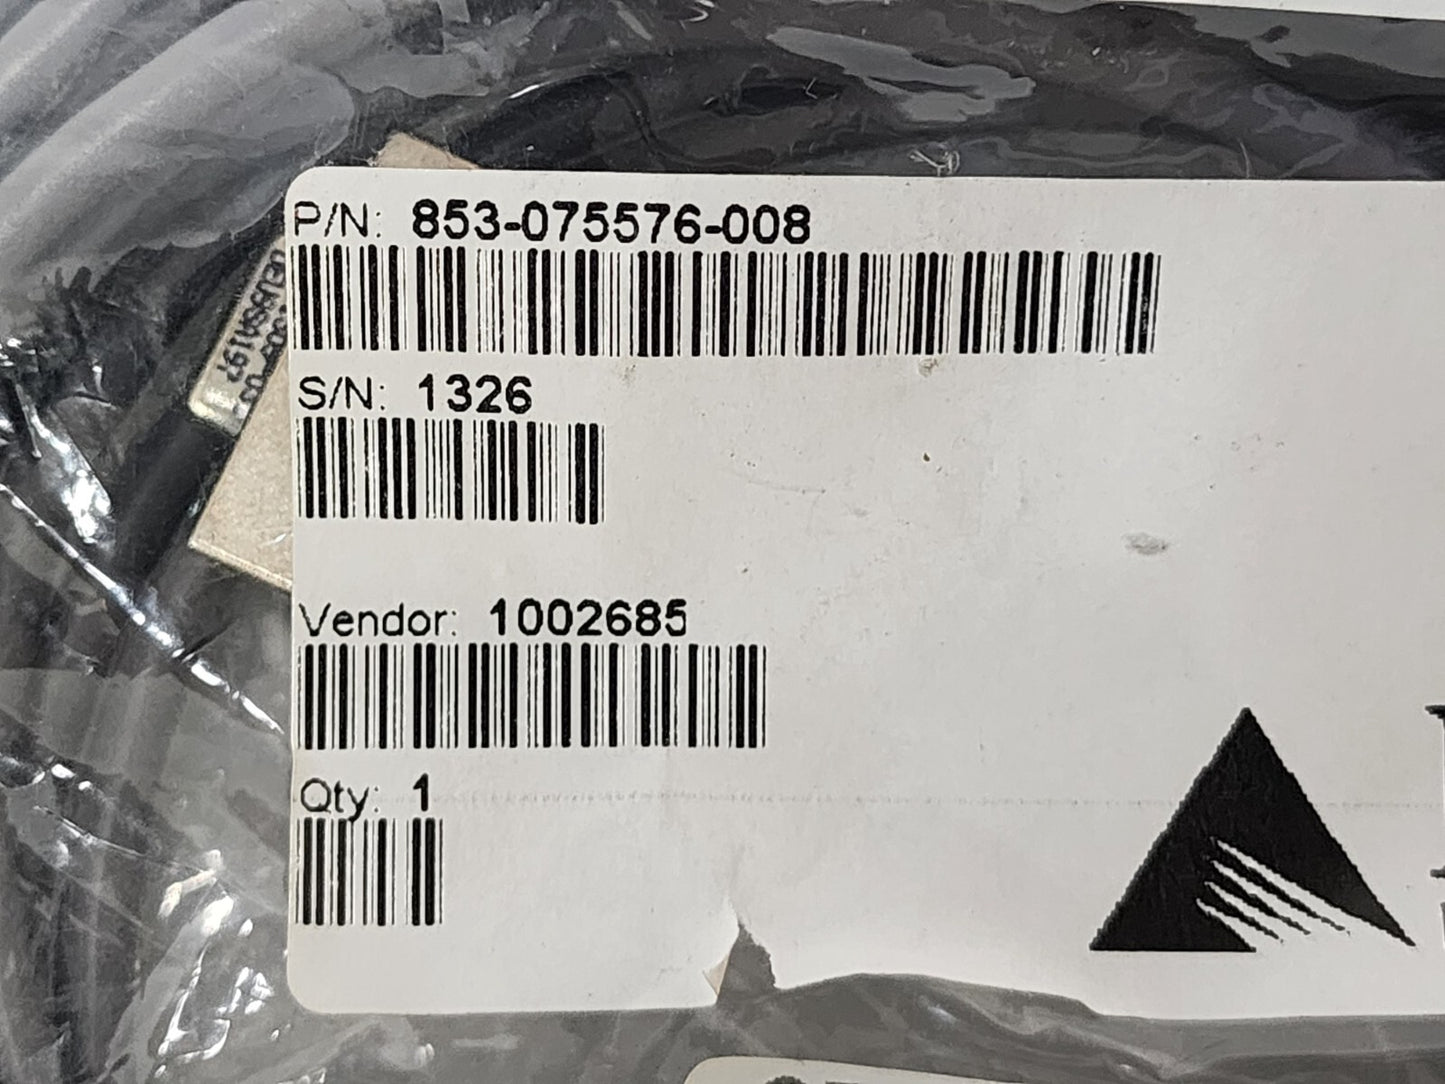 P/N: 853-075576-008
S/N: 1326
Vendor: 1002685
Qty: 1